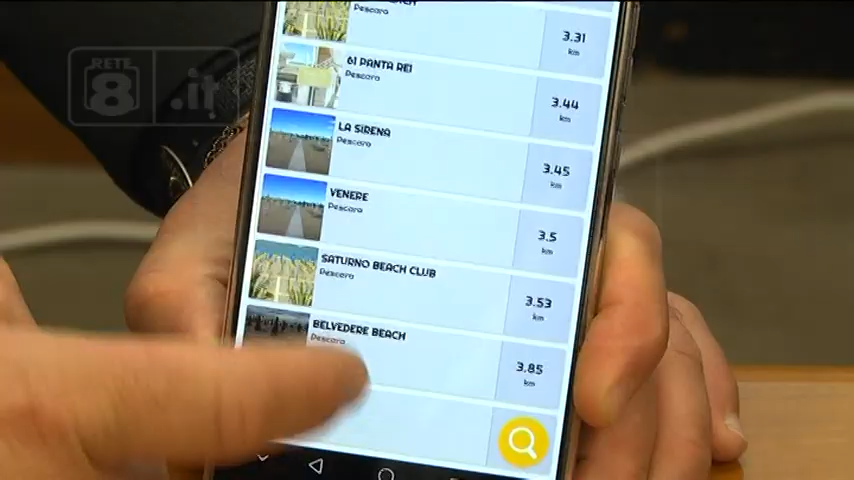 Pescara
3.31
km
61 PANTA REI
Pescara
3.44
km
LA SIRENA
Pescara
3.45
km
VENERE
Pescara
3.5
km
SATURNO BEACH CLUB
Pescara
3.53
km
BELVEDERE BEACH
Pescara
3.85
km
RETE
8
.it